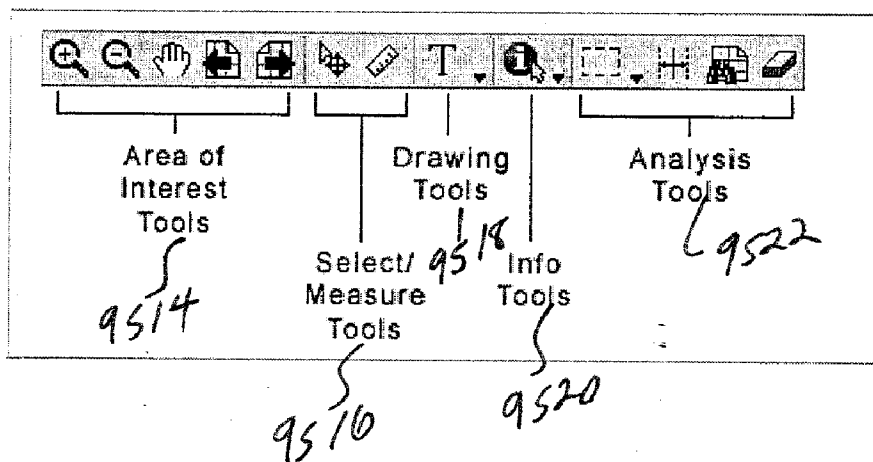 T
Area of
Interest
Tools
9514
Select/
Measure
Tools
9516
Drawing
Tools
9518
Info
Tools
9520
Analysis
Tools
9522